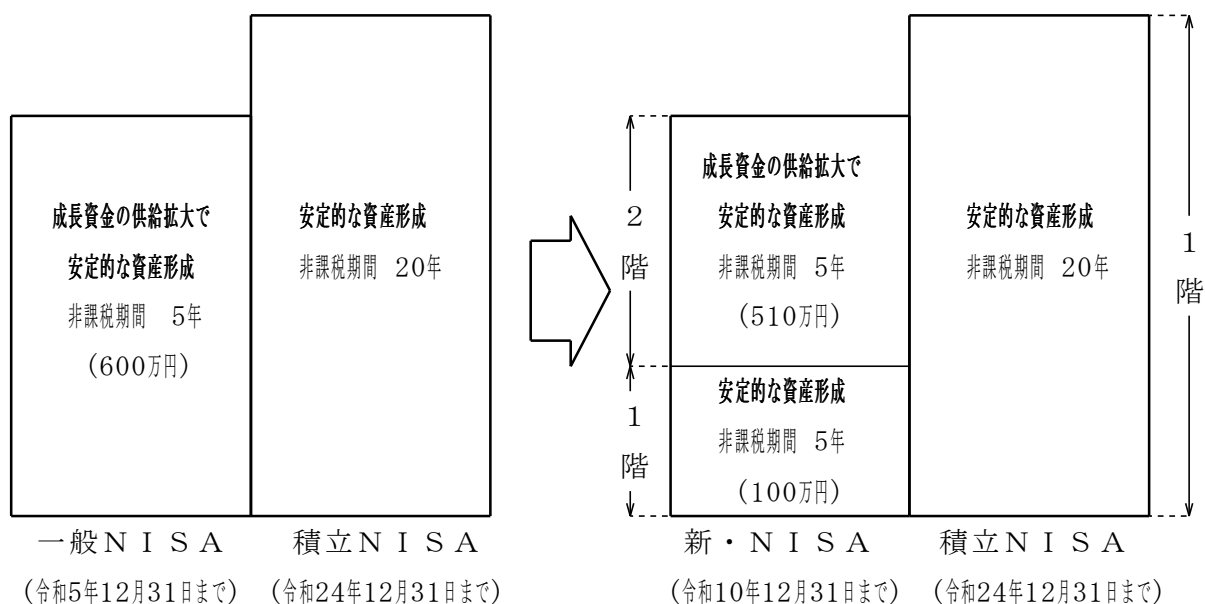 成長資金の供給拡大で
安定的な資産形成
非課税期間　5年
(600万円)
安定的な資産形成
非課税期間 20年
一般NISA
(令和5年12月31日まで)
積立NISA
(令和24年12月31日まで)
2階
1階
成長資金の供給拡大で
安定的な資産形成
非課税期間 5年
(510万円)
安定的な資産形成
非課税期間 5年
(100万円)
安定的な資産形成
非課税期間 20年
1階
新・NISA
(令和10年12月31日まで)
積立NISA
(令和24年12月31日まで)